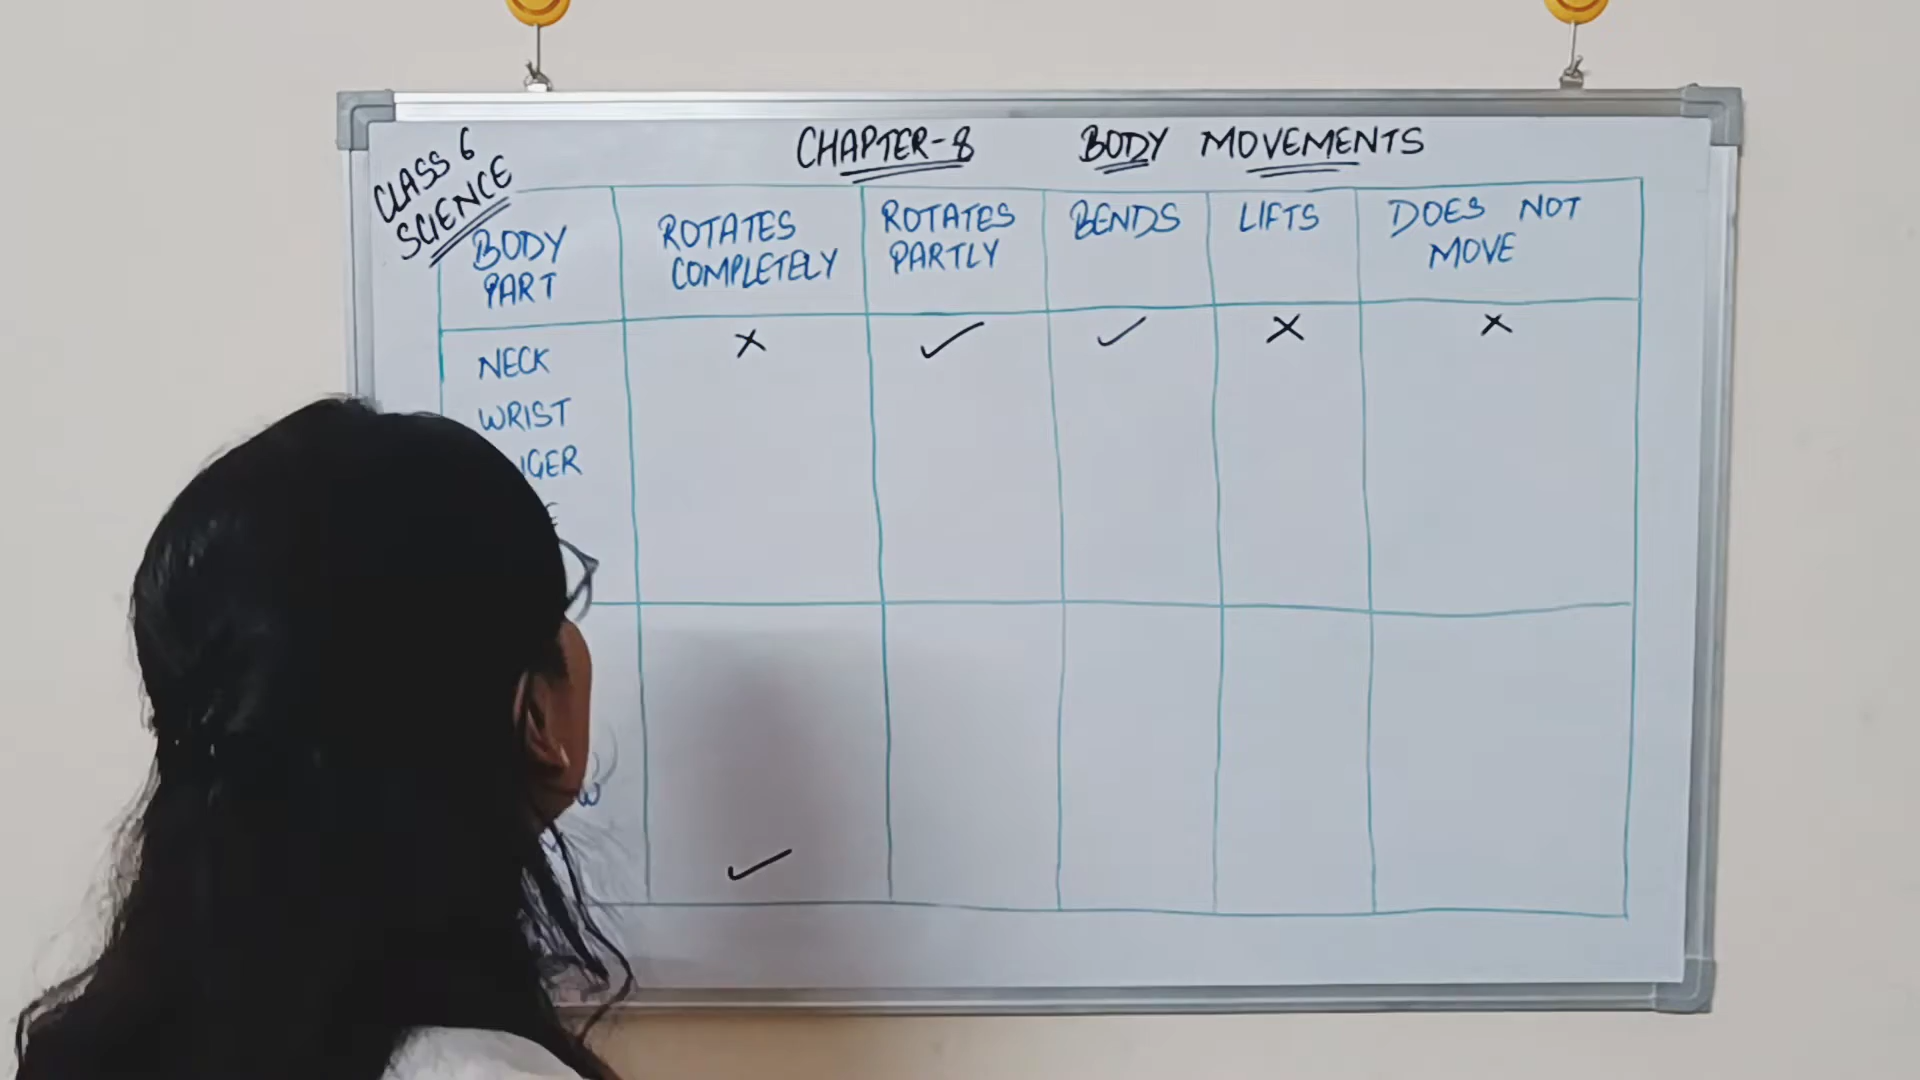 CLASS 6
SCIENCE
CHAPTER-8 BODY MOVEMENTS
BODY
PART
ROTATES
COMPLETELY
ROTATES
PARTLY
BENDS
LIFTS
DOES NOT
MOVE
NECK × ✓ ✓ × ×
WRIST
✓